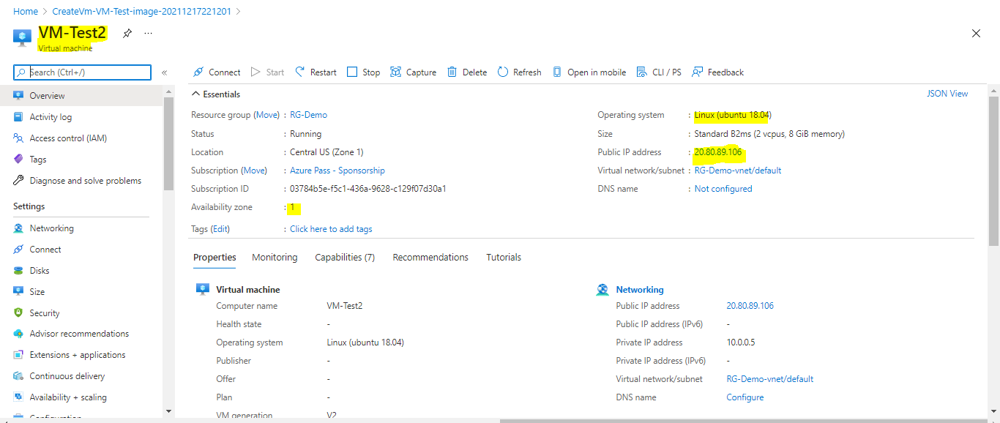 Home > CreateVm-VM-Test-image-20211217221201 >
VM-Test2 ...
Virtual machine
Search (Ctrl+/) «
Connect Start Restart Stop Capture Delete Refresh Open in mobile CLI / PS Feedback
Overview
Activity log
Access control (IAM)
Tags
Diagnose and solve problems
Settings
Networking
Connect
Disks
Size
Security
Advisor recommendations
Extensions + applications
Continuous delivery
Availability + scaling
Configuration
Essentials JSON View
Resource group (Move) : RG-Demo
Status : Running
Location : Central US (Zone 1)
Subscription (Move) : Azure Pass - Sponsorship
Subscription ID : 03784b5e-f5c1-436a-9628-c129f07d30a1
Availability zone : 1
Tags (Edit) : Click here to add tags
Operating system : Linux (ubuntu 18.04)
Size : Standard B2ms (2 vcpus, 8 GiB memory)
Public IP address : 20.80.89.106
Virtual network/subnet : RG-Demo-vnet/default
DNS name : Not configured
Properties Monitoring Capabilities (7) Recommendations Tutorials
Virtual machine
Computer name VM-Test2
Health state -
Operating system Linux (ubuntu 18.04)
Publisher -
Offer -
Plan -
VM generation V2
Networking
Public IP address 20.80.89.106
Public IP address (IPv6) -
Private IP address 10.0.0.5
Private IP address (IPv6) -
Virtual network/subnet RG-Demo-vnet/default
DNS name Configure